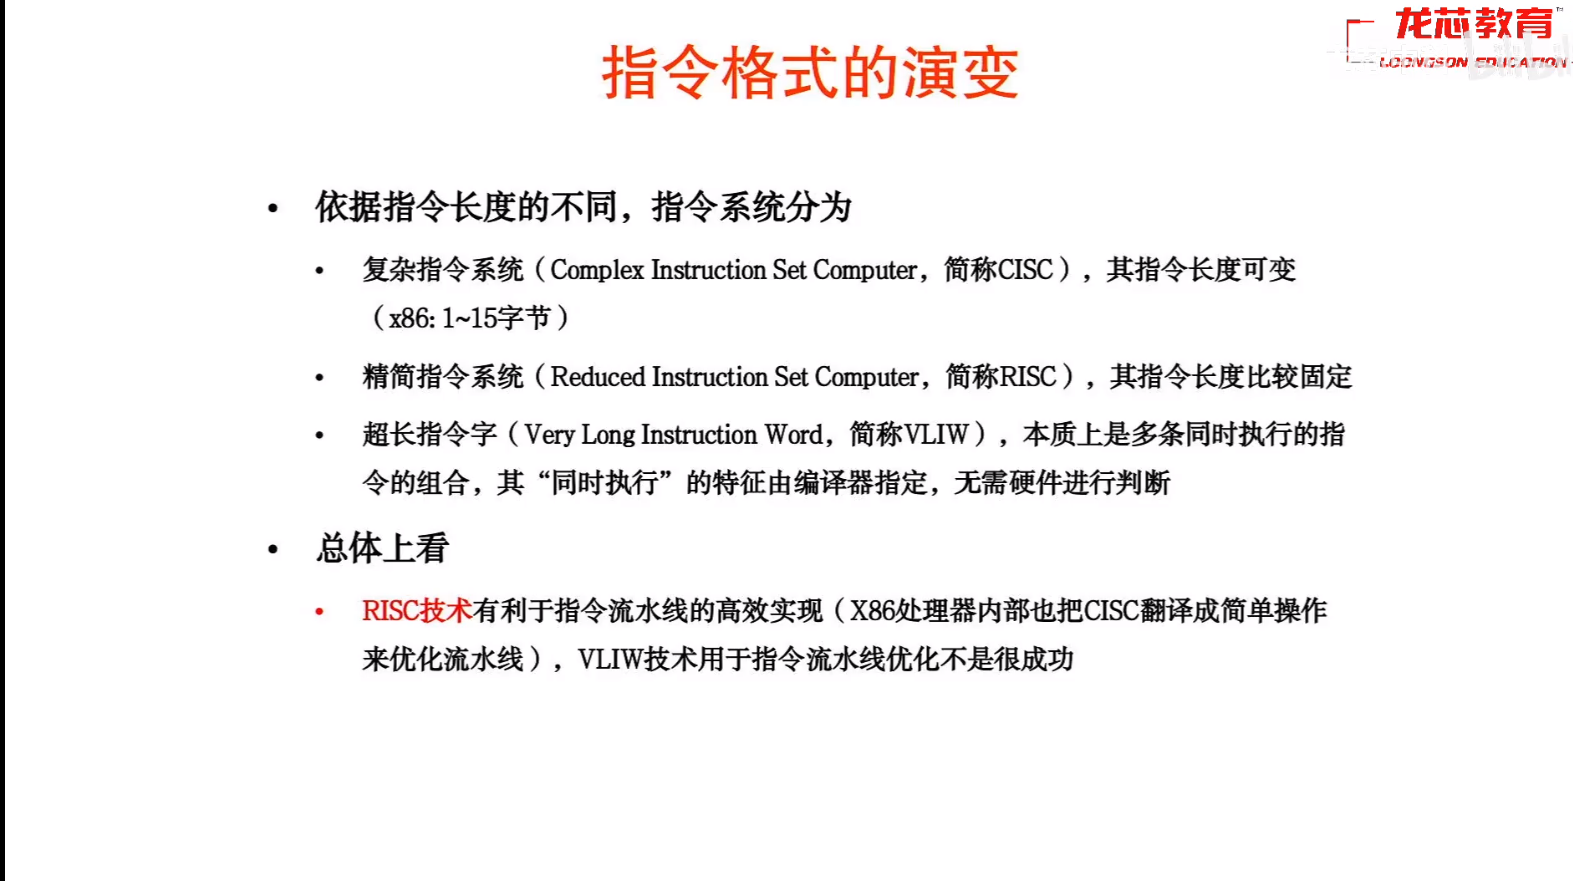 龙芯教育
LOONGSON EDUCATION
指令格式的演变
• 依据指令长度的不同，指令系统分为
• 复杂指令系统（Complex Instruction Set Computer，简称CISC），其指令长度可变
（x86: 1~15字节）
• 精简指令系统（Reduced Instruction Set Computer，简称RISC），其指令长度比较固定
• 超长指令字（Very Long Instruction Word，简称VLIW），本质上是多条同时执行的指
令的组合，其“同时执行”的特征由编译器指定，无需硬件进行判断
• 总体上看
• RISC技术有利于指令流水线的高效实现（X86处理器内部也把CISC翻译成简单操作
来优化流水线），VLIW技术用于指令流水线优化不是很成功